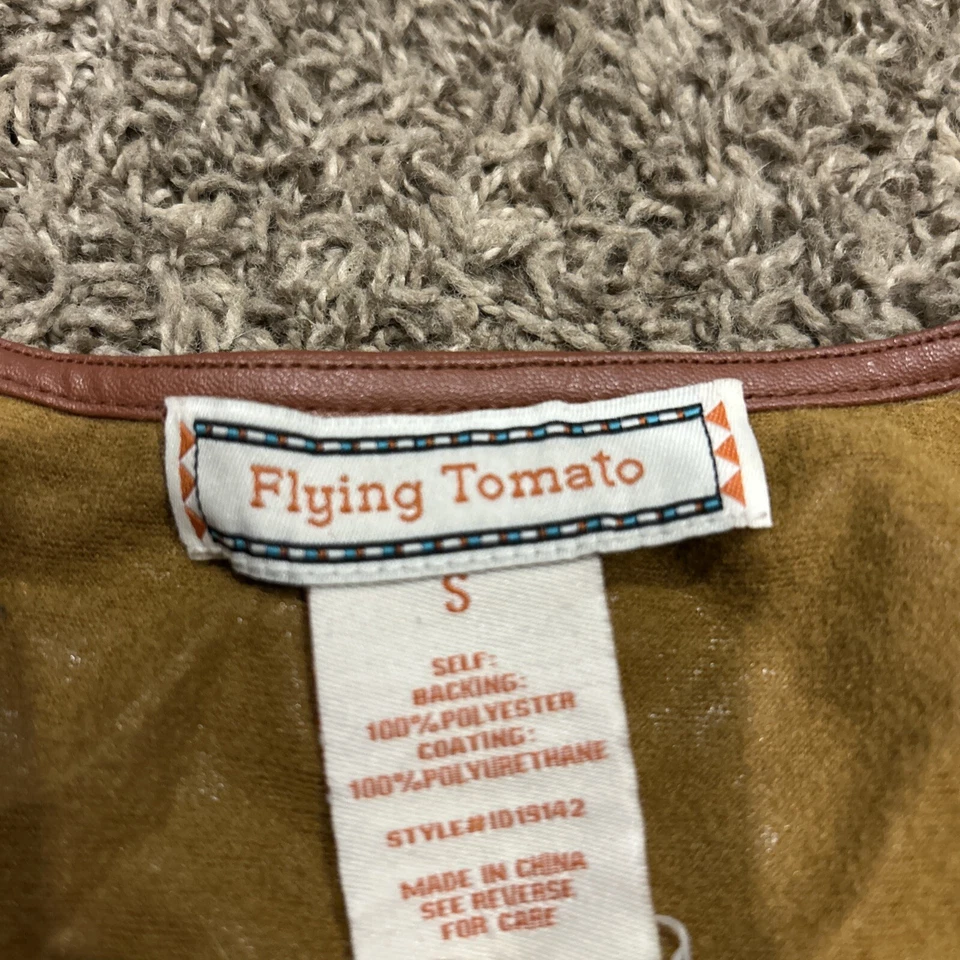 Flying Tomato
S
SELF:
BACKING:
100%POLYESTER
COATING:
100%POLYURETHANE
STYLE#ID19142
MADE IN CHINA
SEE REVERSE
FOR CARE